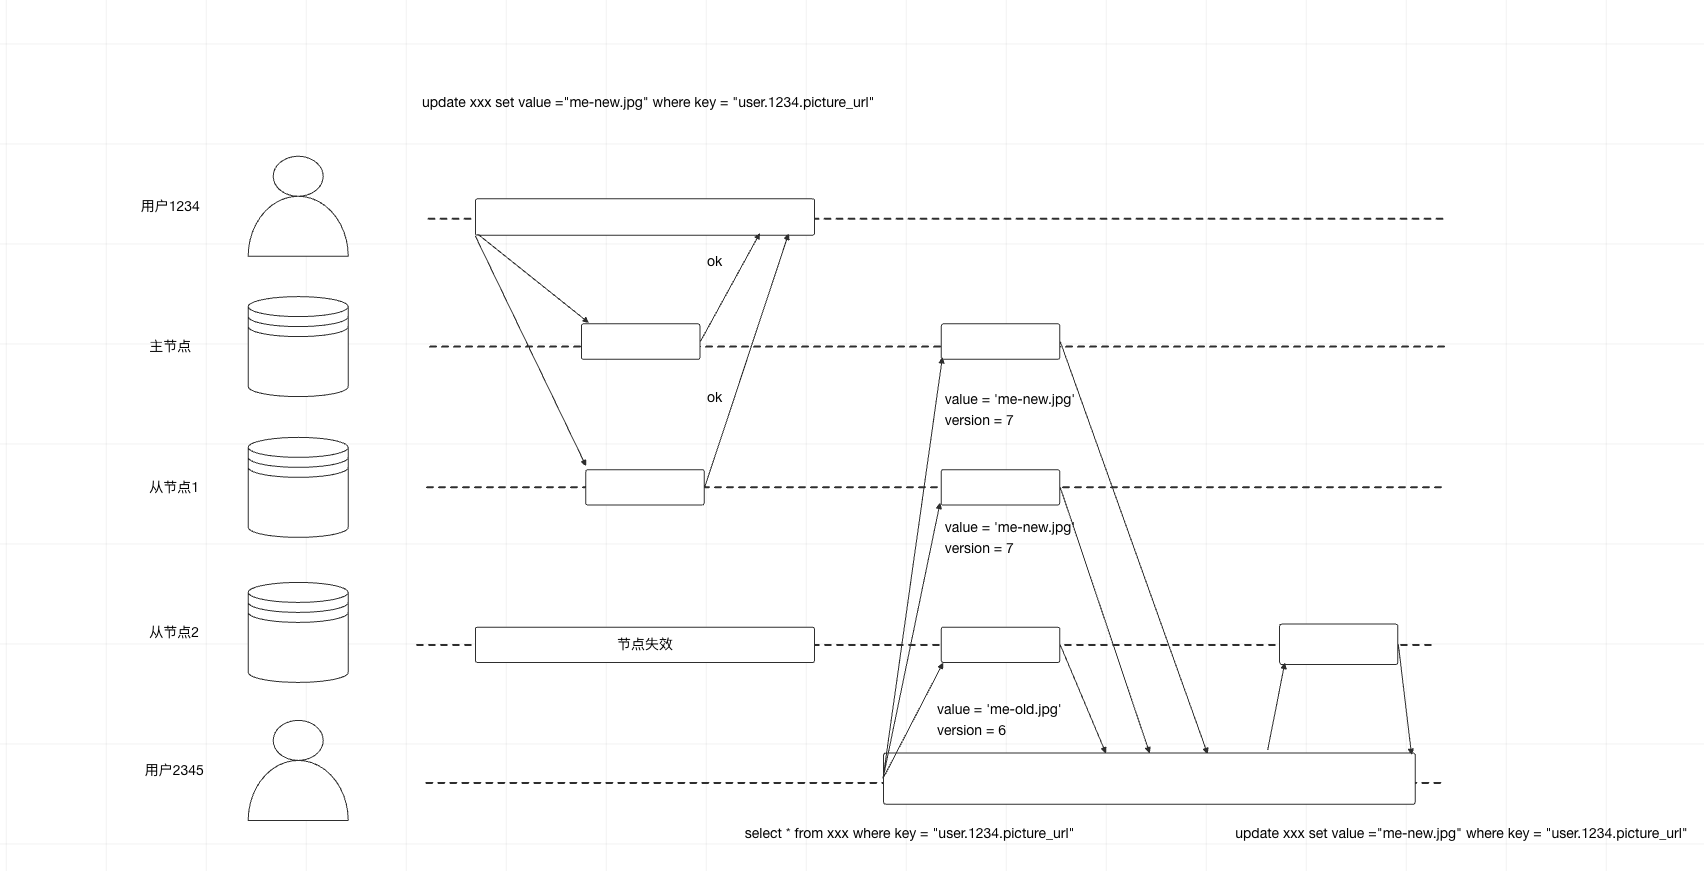 update xxx set value ="me-new.jpg" where key = "user.1234.picture_url"
用户1234
ok
主节点
ok
value = 'me-new.jpg'
version = 7
从节点1
value = 'me-new.jpg'
version = 7
从节点2
节点失效
value = 'me-old.jpg'
version = 6
用户2345
select * from xxx where key = "user.1234.picture_url"
update xxx set value ="me-new.jpg" where key = "user.1234.picture_url"